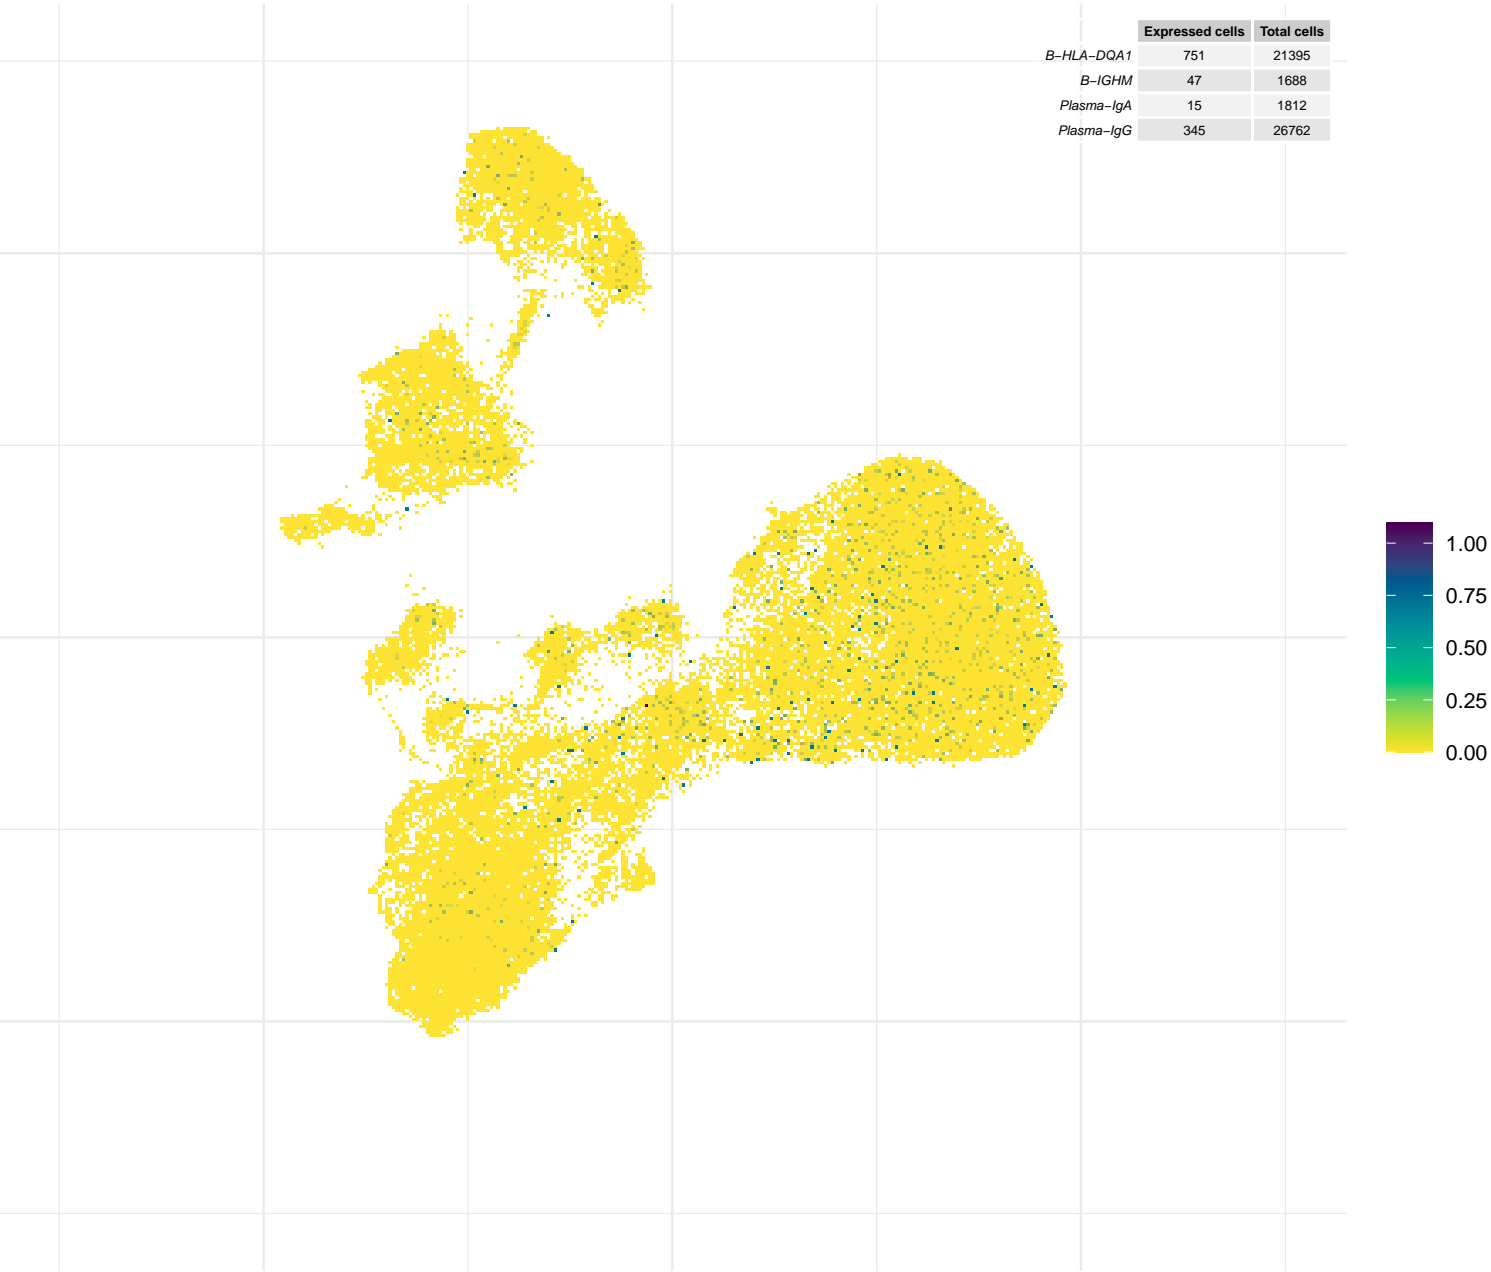 Expressed cells Total cells
B−HLA−DQA1 751 21395
B−IGHM 47 1688
Plasma−IgA 15 1812
Plasma−IgG 345 26762
1.00
0.75
0.50
0.25
0.00